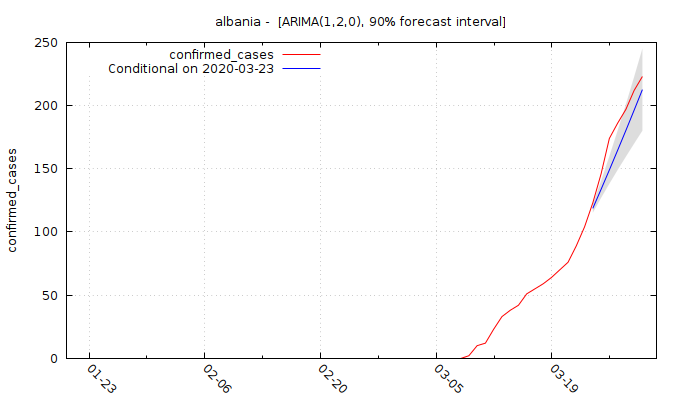 albania -  [ARIMA(1,2,0), 90% forecast interval]
confirmed_cases
Conditional on 2020-03-23
confirmed_cases
250
200
150
100
50
0
01-23
02-06
02-20
03-05
03-19